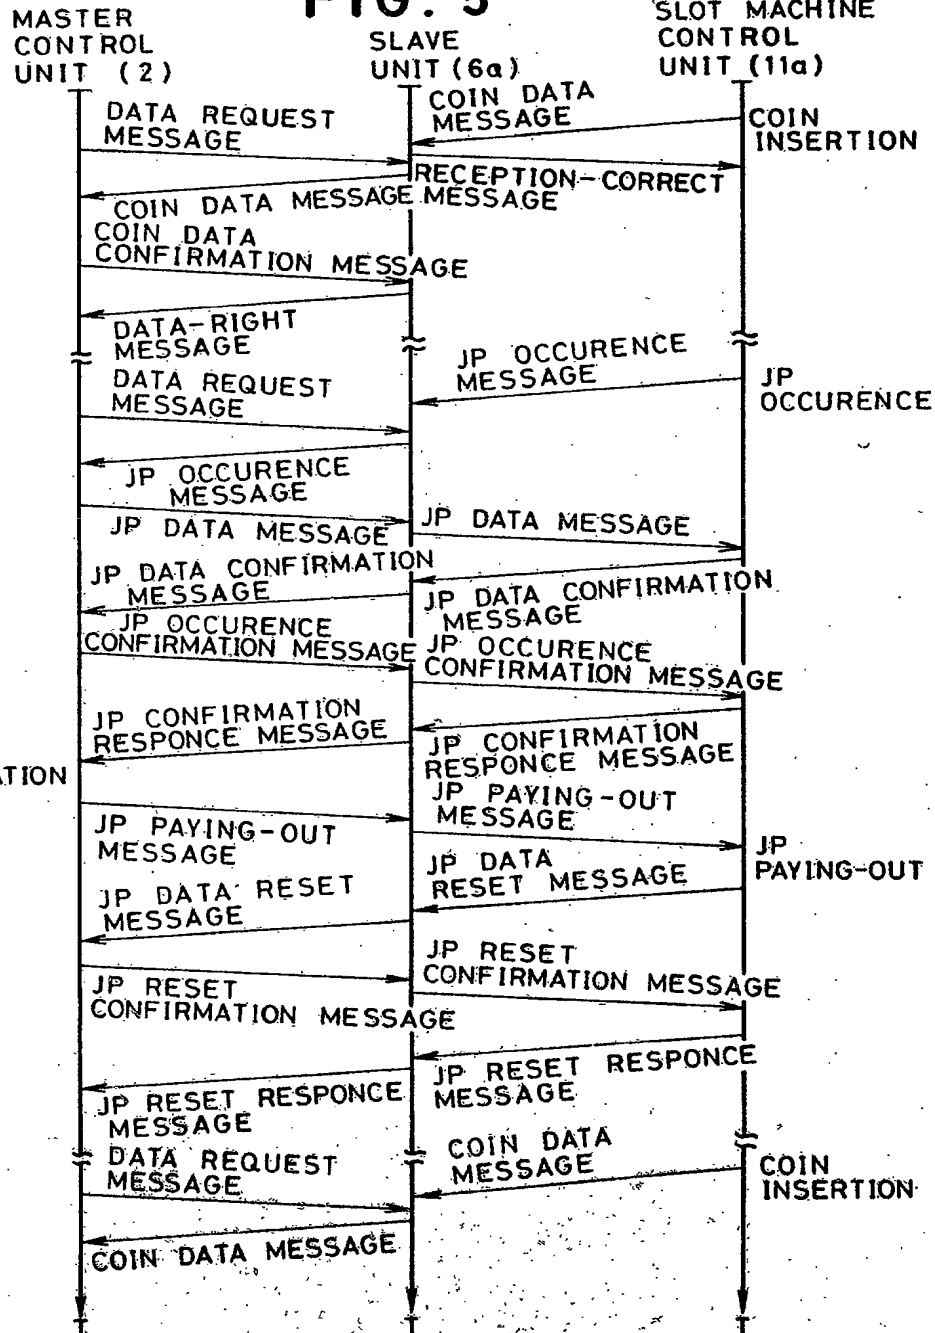 FIG. 5
MASTER
CONTROL
UNIT (2)
SLAVE
UNIT (6a)
SLOT MACHINE
CONTROL
UNIT (11a)
COIN DATA
MESSAGE
COIN
INSERTION
DATA REQUEST
MESSAGE
RECEPTION-CORRECT
MESSAGE
COIN DATA MESSAGE
COIN DATA
CONFIRMATION MESSAGE
DATA-RIGHT
MESSAGE
JP OCCURENCE
MESSAGE
JP
OCCURENCE
DATA REQUEST
MESSAGE
JP OCCURENCE
MESSAGE
JP DATA MESSAGE
JP DATA MESSAGE
JP DATA CONFIRMATION
MESSAGE
JP DATA CONFIRMATION
MESSAGE
JP OCCURENCE
CONFIRMATION MESSAGE
JP OCCURENCE
CONFIRMATION MESSAGE
JP CONFIRMATION
RESPONCE MESSAGE
JP CONFIRMATION
RESPONCE MESSAGE
ATION
JP PAYING-OUT
MESSAGE
JP PAYING-OUT
MESSAGE
JP
PAYING-OUT
JP DATA
RESET MESSAGE
JP DATA RESET
MESSAGE
JP RESET
CONFIRMATION MESSAGE
JP RESET
CONFIRMATION MESSAGE
JP RESET RESPONCE
MESSAGE
JP RESET RESPONCE
MESSAGE
COIN DATA
MESSAGE
COIN
INSERTION
DATA REQUEST
MESSAGE
COIN DATA MESSAGE